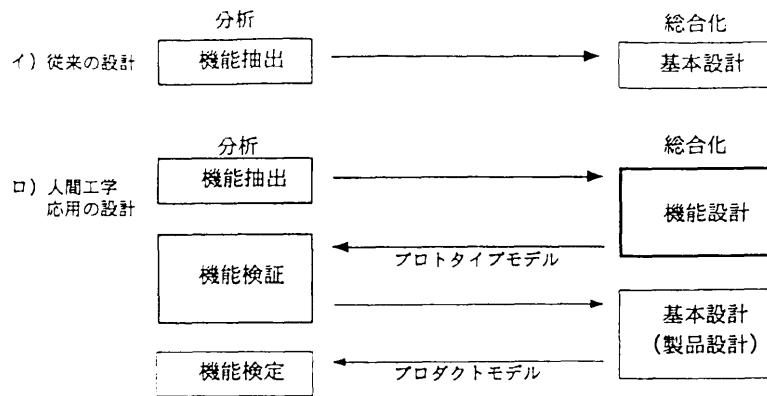 分析
総合化
イ）従来の設計
機能抽出
基本設計
分析
総合化
ロ）人間工学
応用の設計
機能抽出
機能設計
プロトタイプモデル
機能検証
基本設計
（製品設計）
機能検定
プロダクトモデル